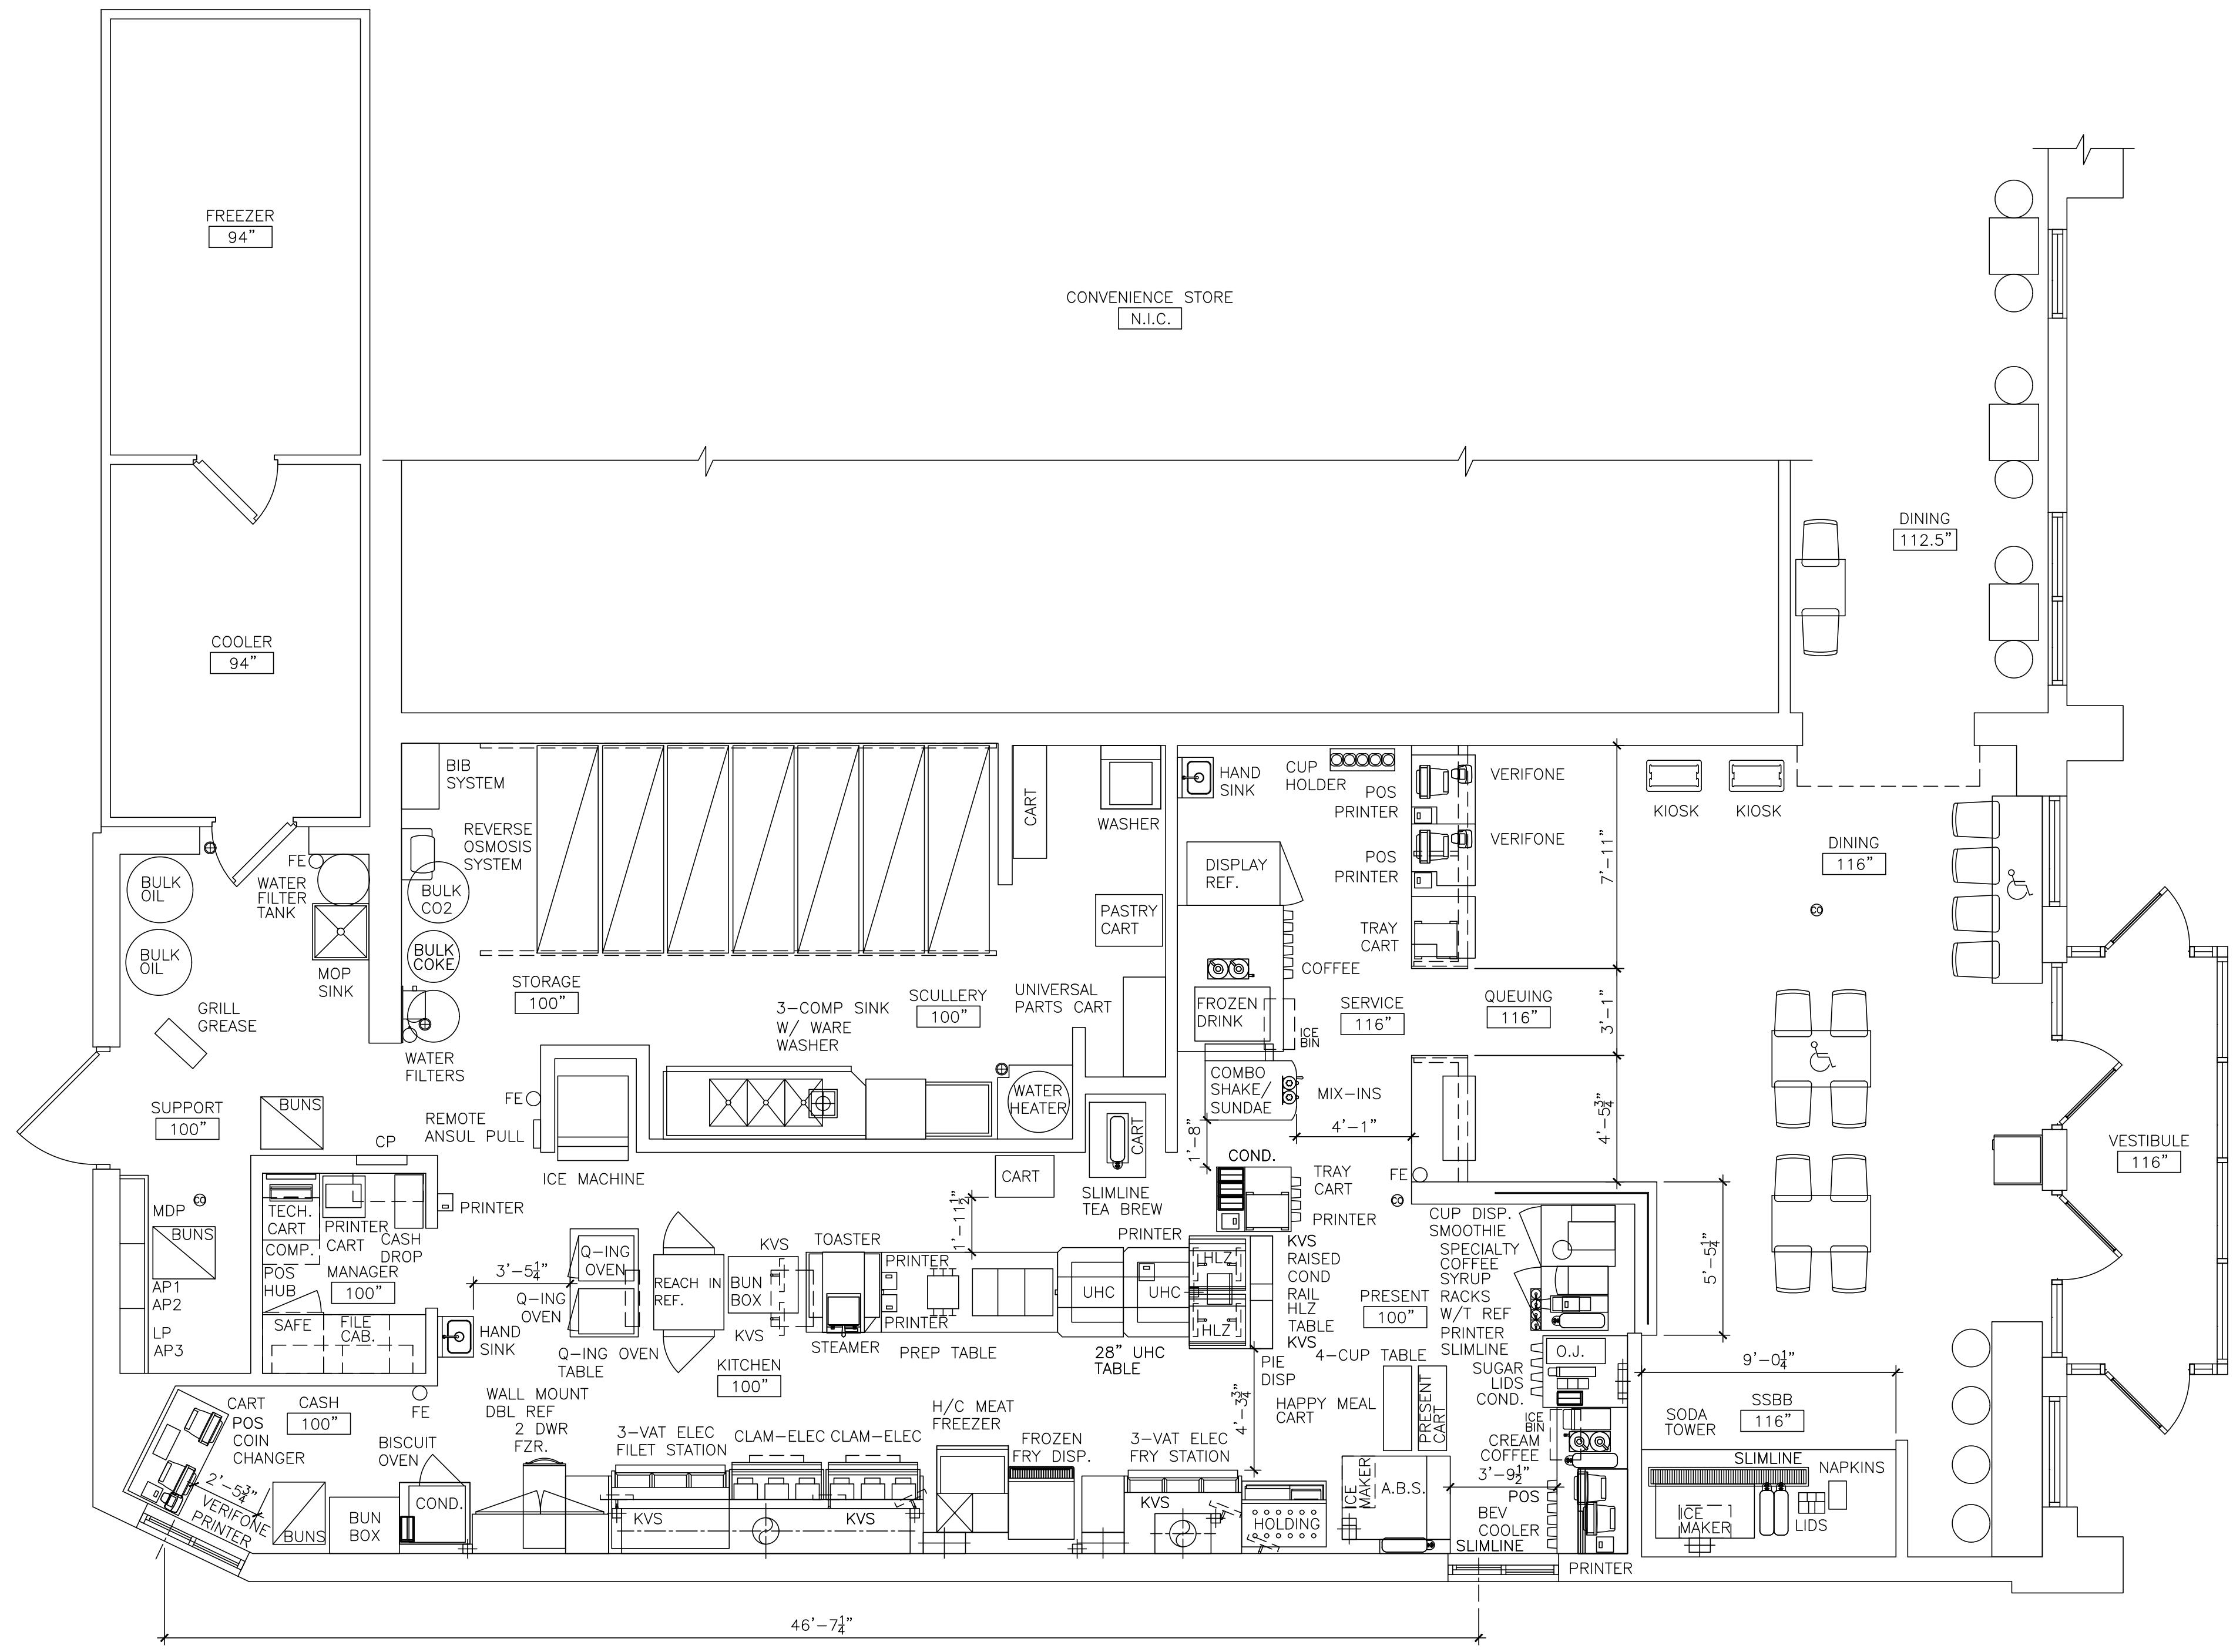 FREEZER
94”
CONVENIENCE STORE
N.I.C.
DINING
112.5”
COOLER
94”
BIB
SYSTEM
REVERSE
OSMOSIS
SYSTEM
BULK
CO2
BULK
COKE
WATER
FILTERS
FE
WATER
FILTER
TANK
MOP
SINK
BULK
OIL
BULK
OIL
GRILL
GREASE
SUPPORT
100”
BUNS
STORAGE
100”
3-COMP SINK
W/ WARE
WASHER
SCULLERY
100”
UNIVERSAL
PARTS CART
CART
WASHER
PASTRY
CART
HAND
SINK
CUP
HOLDER
POS
PRINTER
VERIFONE
POS
PRINTER
VERIFONE
DISPLAY
REF.
TRAY
CART
COFFEE
FROZEN
DRINK
ICE
BIN
SERVICE
116”
QUEUING
116”
7’-11”
3’-1”
4’-5¾”
KIOSK
KIOSK
DINING
116”
CO
VESTIBULE
116”
COMBO
SHAKE/
SUNDAE
MIX-INS
4’-1”
1’-8”
COND.
TRAY
CART
PRINTER
FE
CO
FE
REMOTE
ANSUL PULL
ICE MACHINE
WATER
HEATER
CART
CART
SLIMLINE
TEA BREW
1’-11½”
CP
PRINTER
MDP
CO
BUNS
AP1
AP2
LP
AP3
TECH.
CART
COMP.
POS
HUB
PRINTER
CART
CASH
DROP
MANAGER
100”
SAFE
FILE
CAB.
HAND
SINK
FE
3’-5¼”
Q-ING
OVEN
Q-ING
OVEN
Q-ING OVEN
TABLE
REACH IN
REF.
BUN
BOX
KVS
KVS
KITCHEN
100”
TOASTER
STEAMER
PRINTER
PRINTER
PREP TABLE
UHC
UHC
PRINTER
28” UHC
TABLE
HLZ
HLZ
KVS
RAISED
COND
RAIL
HLZ
TABLE
KVS
PIE
DISP
4’-3¾”
PRESENT
100”
4-CUP TABLE
HAPPY MEAL
CART
PRESENT
CART
CUP DISP.
SMOOTHIE
SPECIALTY
COFFEE
SYRUP
RACKS
W/T REF
PRINTER
SLIMLINE
SUGAR
LIDS
COND.
O.J.
ICE
BIN
CREAM
COFFEE
3’-9½”
POS
BEV
COOLER
SLIMLINE
PRINTER
5’-5¼”
9’-0¼”
SSBB
116”
SODA
TOWER
SLIMLINE
NAPKINS
ICE
MAKER
LIDS
CART
POS
COIN
CHANGER
CASH
100”
2’-5¾”
VERIFONE
PRINTER
BUNS
BUN
BOX
BISCUIT
OVEN
COND.
WALL MOUNT
DBL REF
2 DWR
FZR.
3-VAT ELEC
FILET STATION
CLAM-ELEC
CLAM-ELEC
KVS
KVS
H/C MEAT
FREEZER
FROZEN
FRY DISP.
3-VAT ELEC
FRY STATION
KVS
HOLDING
ICE
MAKER
A.B.S.
46’-7¼”